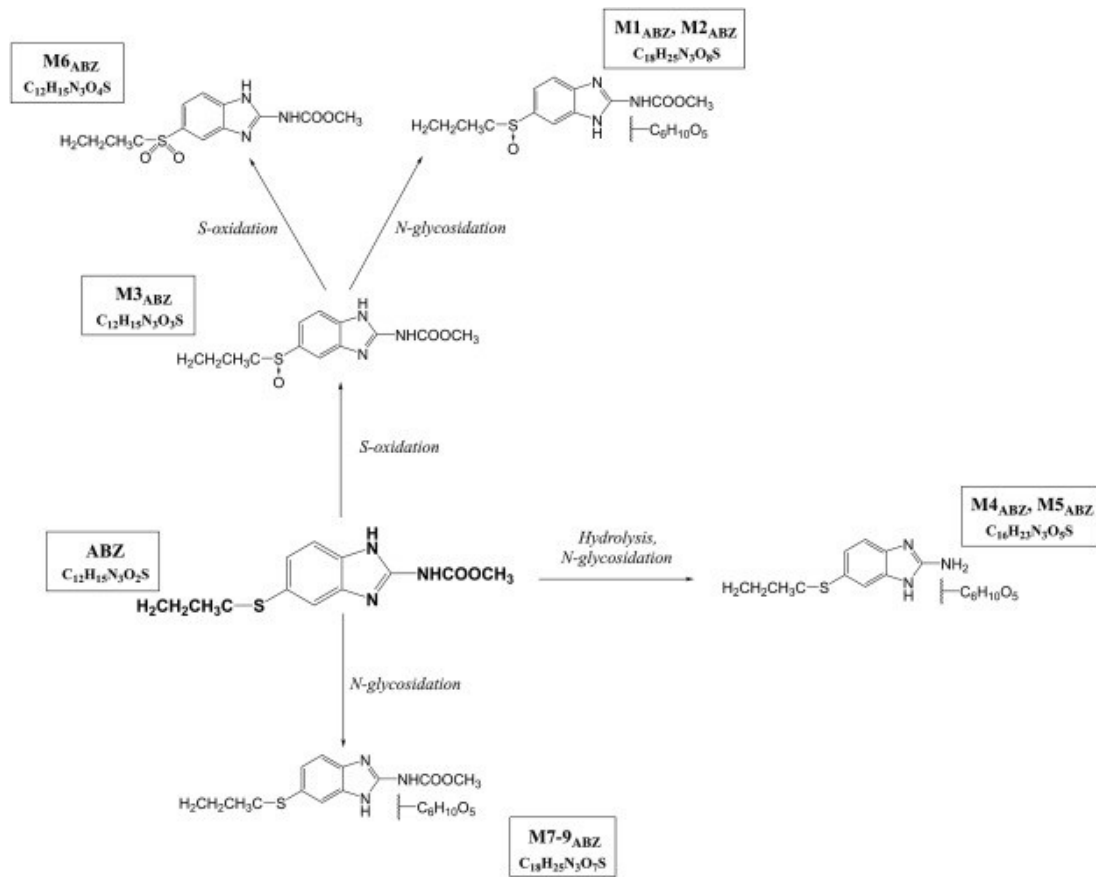 M6ABZ
C12H15N3O4S
H
N
N
NHCOOCH3
H2CH2CH3C
S
O O
M1ABZ, M2ABZ
C18H25N3O8S
N
N
H
NHCOOCH3
C6H10O5
H2CH2CH3C
S
O
S-oxidation
N-glycosidation
M3ABZ
C12H15N3O3S
H
N
N
NHCOOCH3
H2CH2CH3C
S
O
S-oxidation
ABZ
C12H15N3O2S
H
N
N
NHCOOCH3
H2CH2CH3C
S
Hydrolysis,
N-glycosidation
M4ABZ, M5ABZ
C16H23N3O5S
N
N
H
NH2
C6H10O5
H2CH2CH3C
S
N-glycosidation
N
N
H
NHCOOCH3
C6H10O5
H2CH2CH3C
S
M7-9ABZ
C18H25N3O7S